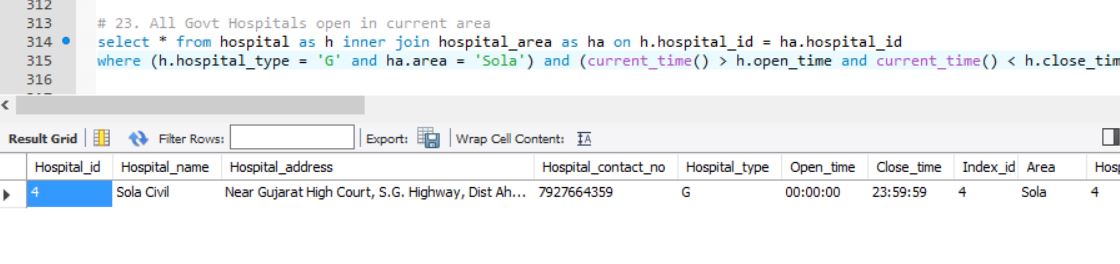 312
313 # 23. All Govt Hospitals open in current area
314 select * from hospital as h inner join hospital_area as ha on h.hospital_id = ha.hospital_id
315 where (h.hospital_type = 'G' and ha.area = 'Sola') and (current_time() > h.open_time and current_time() < h.close_tim
316
Result Grid Filter Rows: Export: Wrap Cell Content:
Hospital_id Hospital_name Hospital_address Hospital_contact_no Hospital_type Open_time Close_time Index_id Area Hosp
4 Sola Civil Near Gujarat High Court, S.G. Highway, Dist Ah... 7927664359 G 00:00:00 23:59:59 4 Sola 4